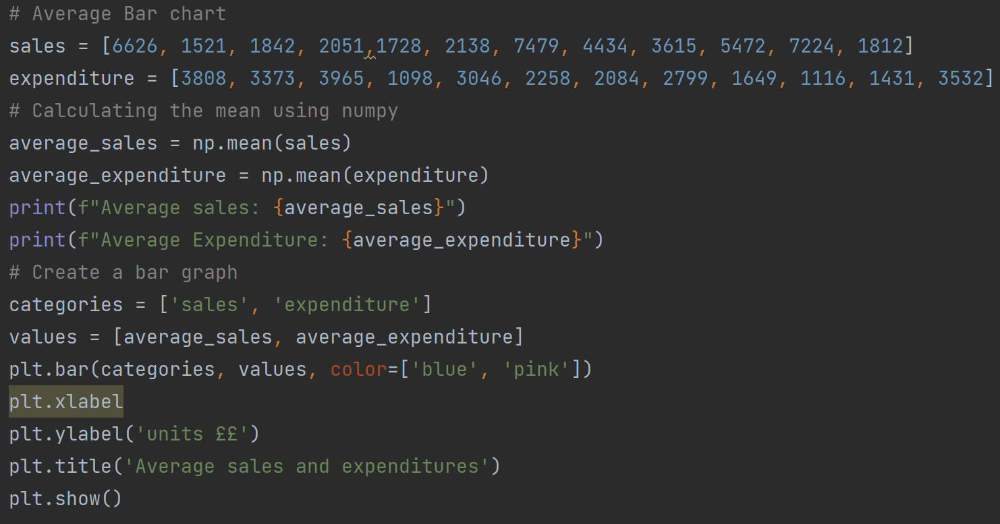 # Average Bar chart
sales = [6626, 1521, 1842, 2051,1728, 2138, 7479, 4434, 3615, 5472, 7224, 1812]
expenditure = [3808, 3373, 3965, 1098, 3046, 2258, 2084, 2799, 1649, 1116, 1431, 3532]
# Calculating the mean using numpy
average_sales = np.mean(sales)
average_expenditure = np.mean(expenditure)
print(f"Average sales: {average_sales}")
print(f"Average Expenditure: {average_expenditure}")
# Create a bar graph
categories = ['sales', 'expenditure']
values = [average_sales, average_expenditure]
plt.bar(categories, values, color=['blue', 'pink'])
plt.xlabel
plt.ylabel('units ££')
plt.title('Average sales and expenditures')
plt.show()